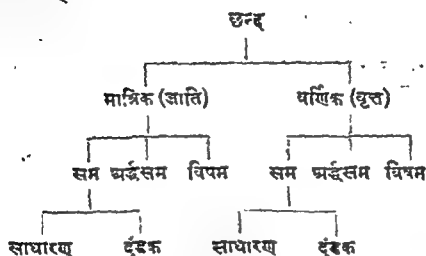 छन्द
मात्रिक (जाति) वर्णिक (वृत्त)
सम अर्द्धसम विषम सम अर्द्धसम विषम
साधारण दंडक साधारण दंडक